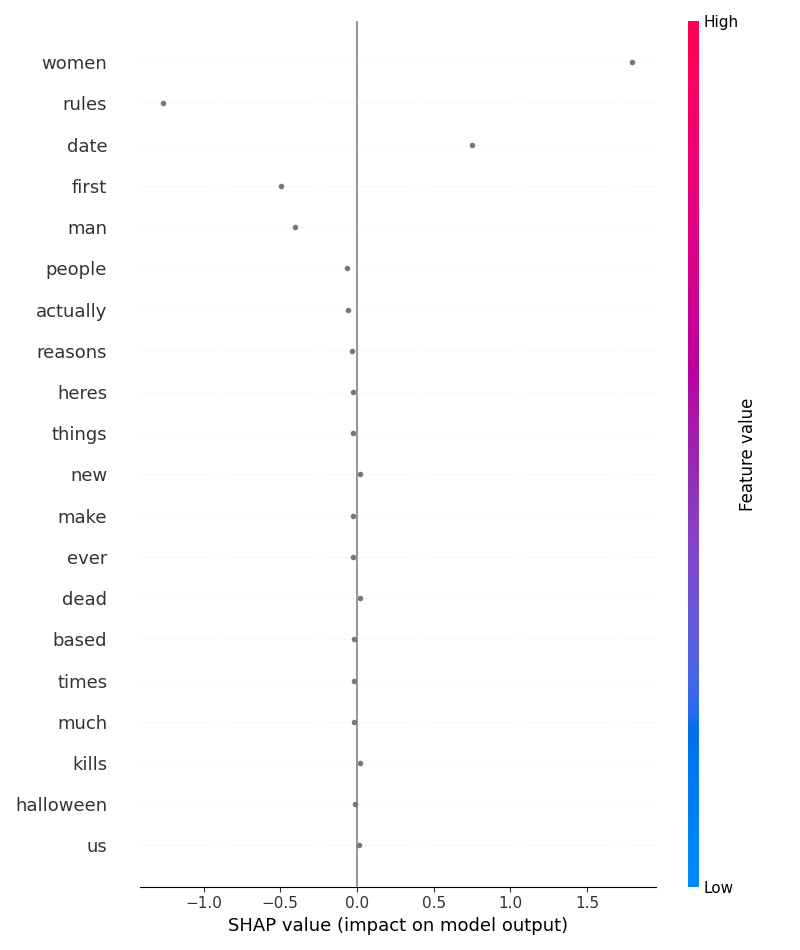 High
women
rules
date
first
man
people
actually
reasons
heres
things
new
make
ever
dead
based
times
much
kills
halloween
us
Feature value
Low
−1.0 −0.5 0.0 0.5 1.0 1.5
SHAP value (impact on model output)